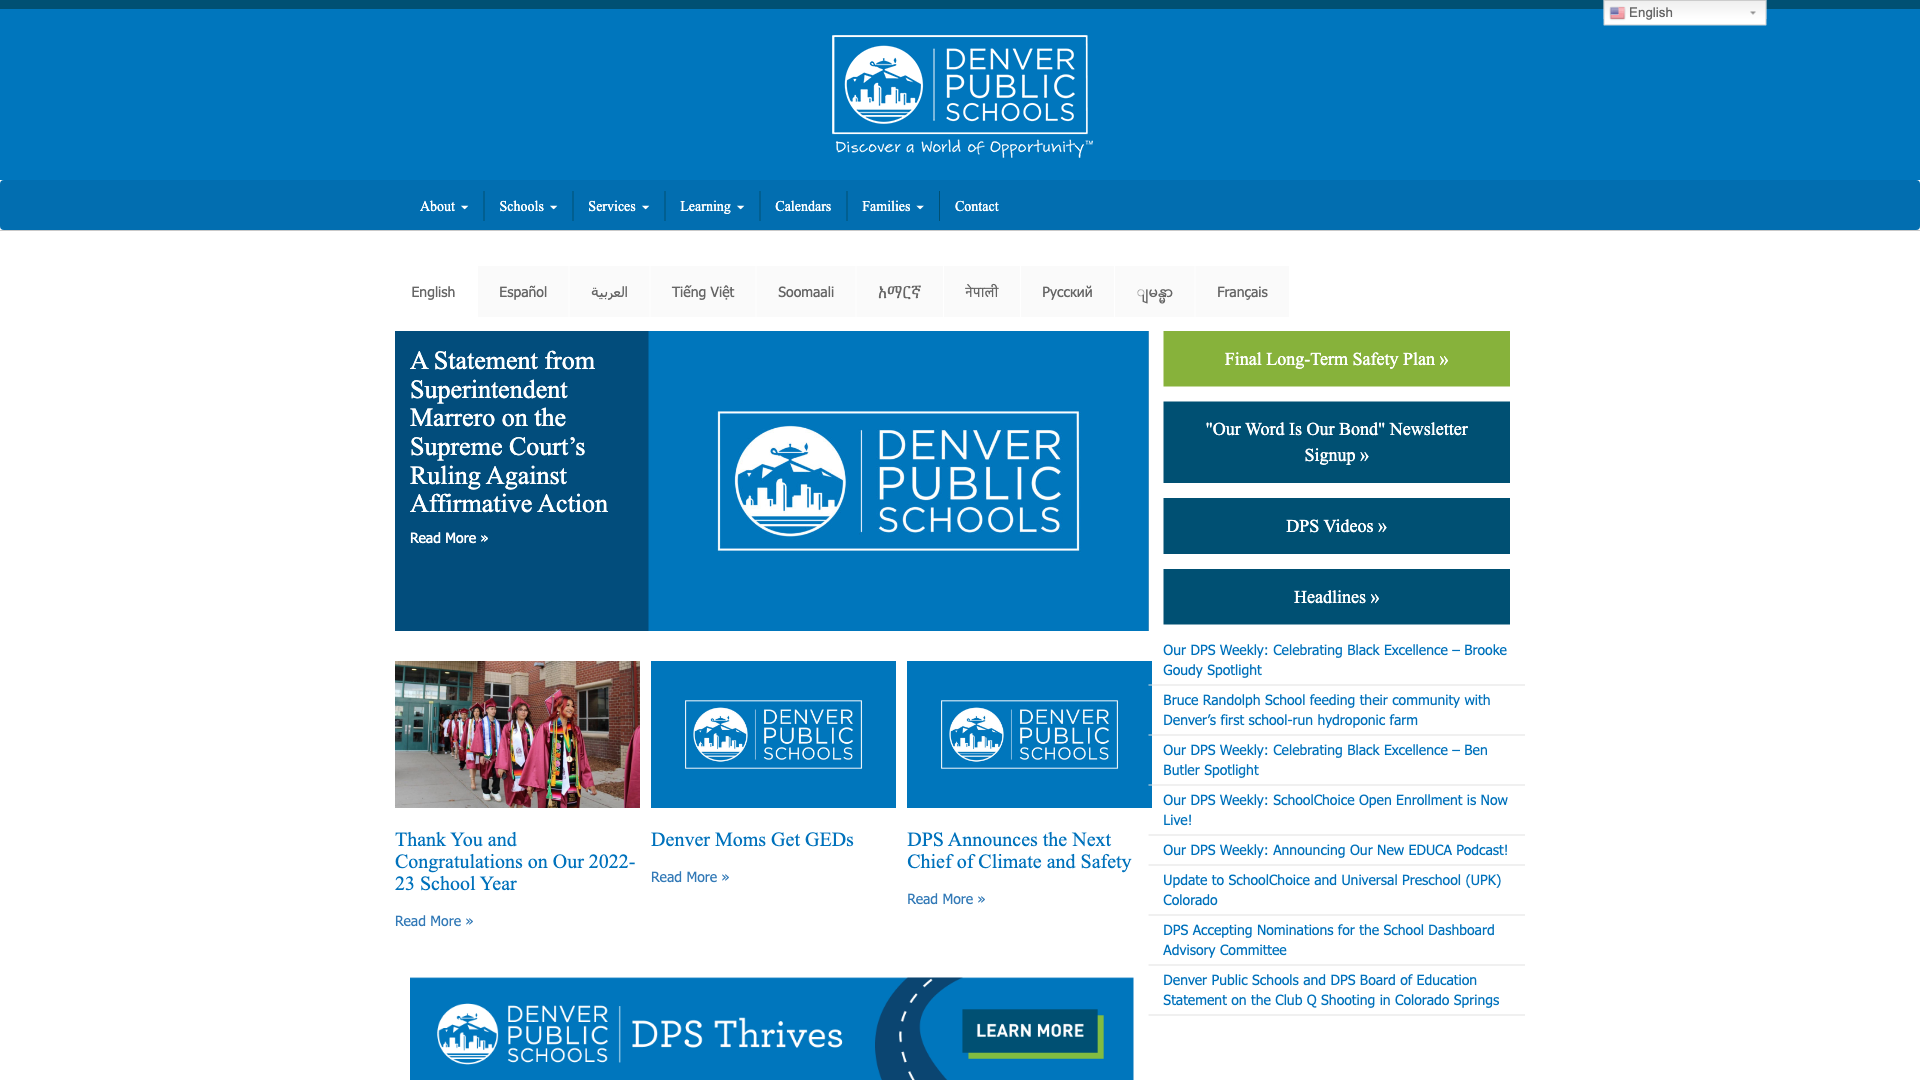 English
DENVER
PUBLIC
SCHOOLS
Discover a World of Opportunity™
About
Schools
Services
Learning
Calendars
Families
Contact
English
Español
العربية
Tiếng Việt
Soomaali
አማርኛ
नेपाली
Русский
ျမန္မာ
Français
A Statement from
Superintendent
Marrero on the
Supreme Court’s
Ruling Against
Affirmative Action
Read More »
DENVER
PUBLIC
SCHOOLS
Final Long-Term Safety Plan »
"Our Word Is Our Bond" Newsletter
Signup »
DPS Videos »
Headlines »
Our DPS Weekly: Celebrating Black Excellence – Brooke
Goudy Spotlight
Bruce Randolph School feeding their community with
Denver’s first school-run hydroponic farm
Our DPS Weekly: Celebrating Black Excellence – Ben
Butler Spotlight
Our DPS Weekly: SchoolChoice Open Enrollment is Now
Live!
Our DPS Weekly: Announcing Our New EDUCA Podcast!
Update to SchoolChoice and Universal Preschool (UPK)
Colorado
DPS Accepting Nominations for the School Dashboard
Advisory Committee
Denver Public Schools and DPS Board of Education
Statement on the Club Q Shooting in Colorado Springs
Thank You and
Congratulations on Our 2022-
23 School Year
Read More »
DENVER
PUBLIC
SCHOOLS
Denver Moms Get GEDs
Read More »
DENVER
PUBLIC
SCHOOLS
DPS Announces the Next
Chief of Climate and Safety
Read More »
DENVER
PUBLIC
SCHOOLS
DPS Thrives
LEARN MORE